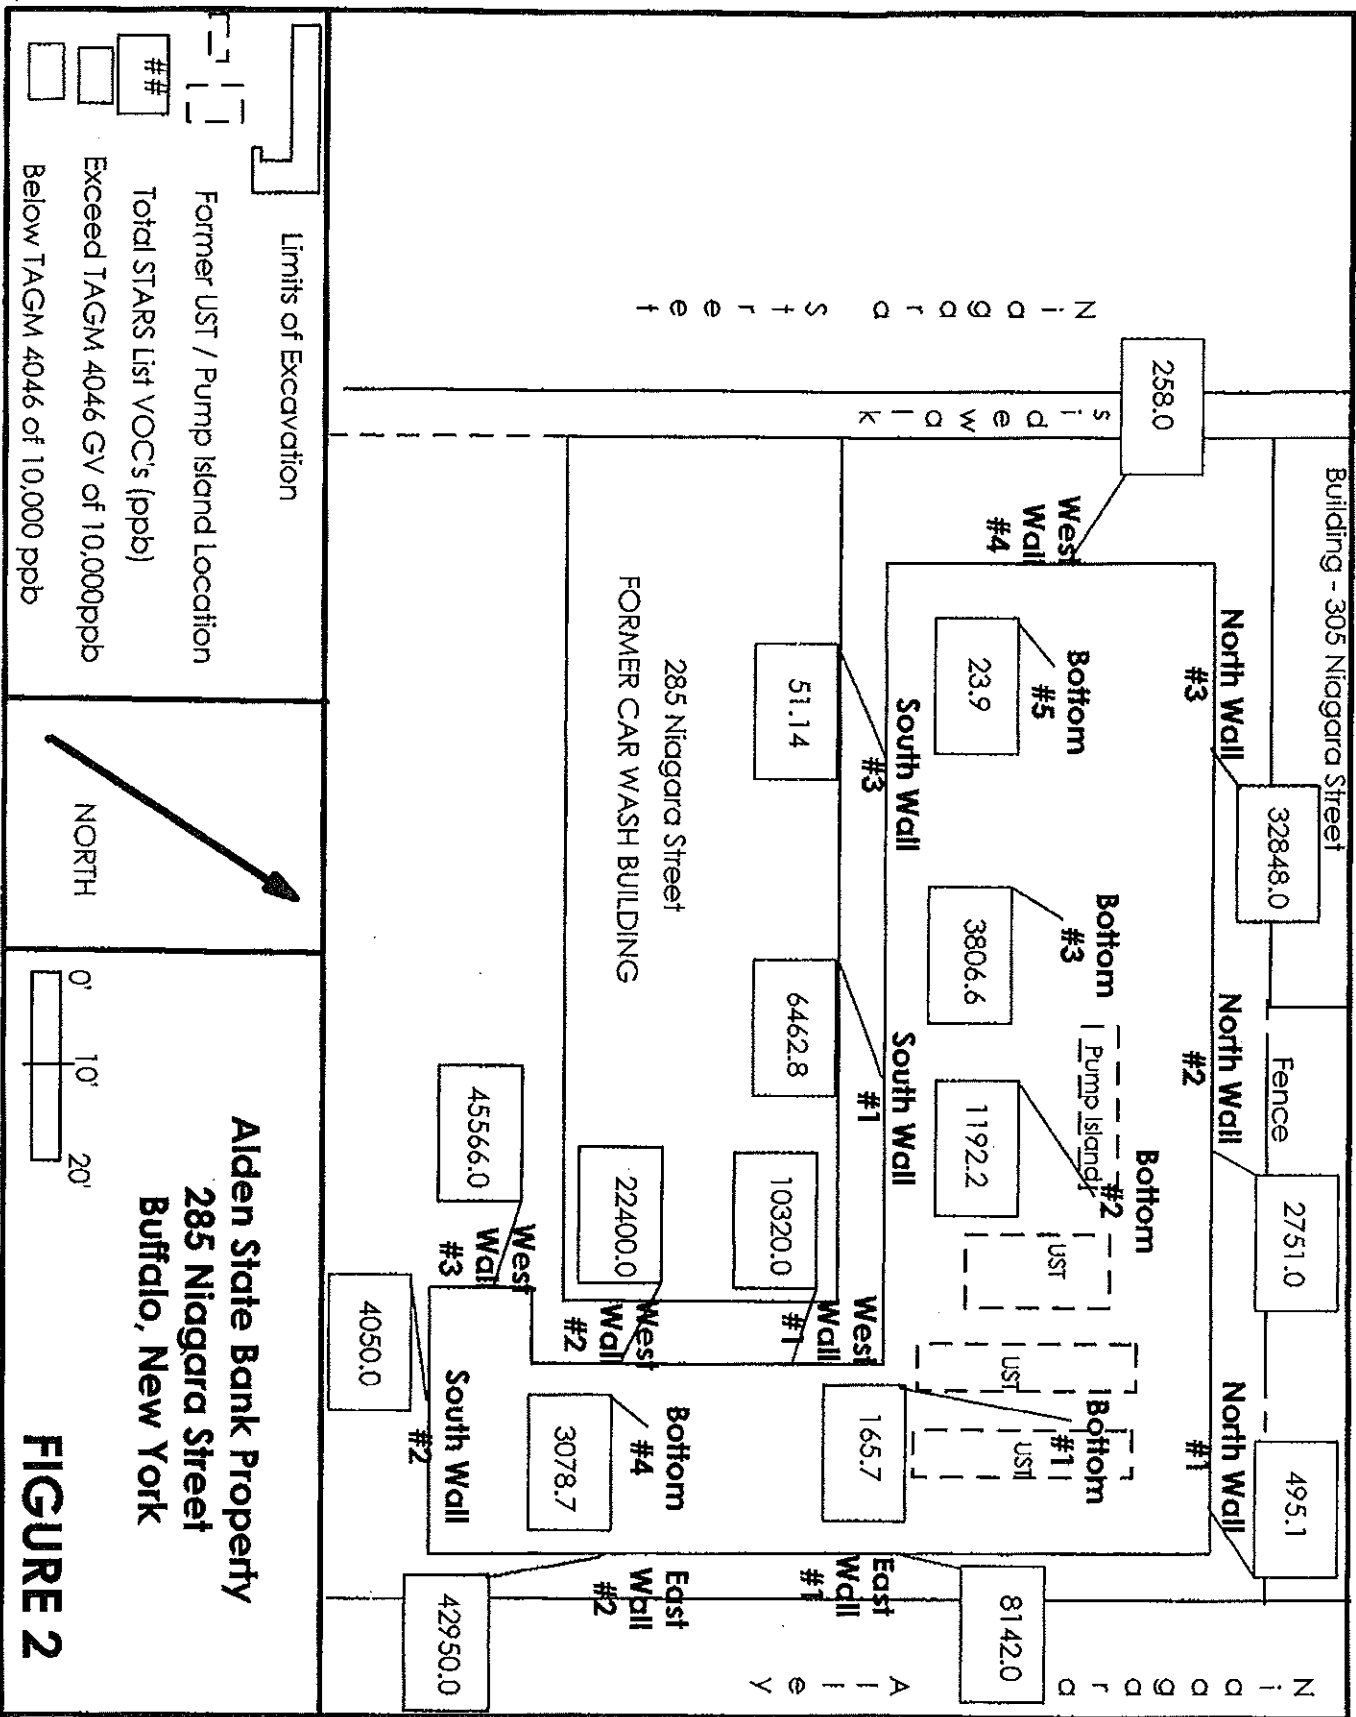 Building - 305 Niagara Street
Fence
32848.0
2751.0
495.1
North Wall
#3
North Wall
#2
North Wall
#1
Niagara Street
sidewalk
258.0
West
Wall
#4
Bottom
#5
23.9
Bottom
#3
3806.6
Pump Island
Bottom
#2
1192.2
UST
UST
UST
Bottom
#1
165.7
Niagara Alley
8142.0
East
Wall
#1
South Wall
#3
51.14
South Wall
#1
6462.8
West
Wall
#1
10320.0
285 Niagara Street
FORMER CAR WASH BUILDING
West
Wall
#2
22400.0
Bottom
#4
3078.7
East
Wall
#2
42950.0
West
Wall
#3
45566.0
South Wall
#2
4050.0
Limits of Excavation
Former UST / Pump Island Location
## Total STARS List VOC's (ppb)
Exceed TAGM 4046 GV of 10,000ppb
Below TAGM 4046 of 10,000 ppb
NORTH
0' 10' 20'
Alden State Bank Property
285 Niagara Street
Buffalo, New York
FIGURE 2